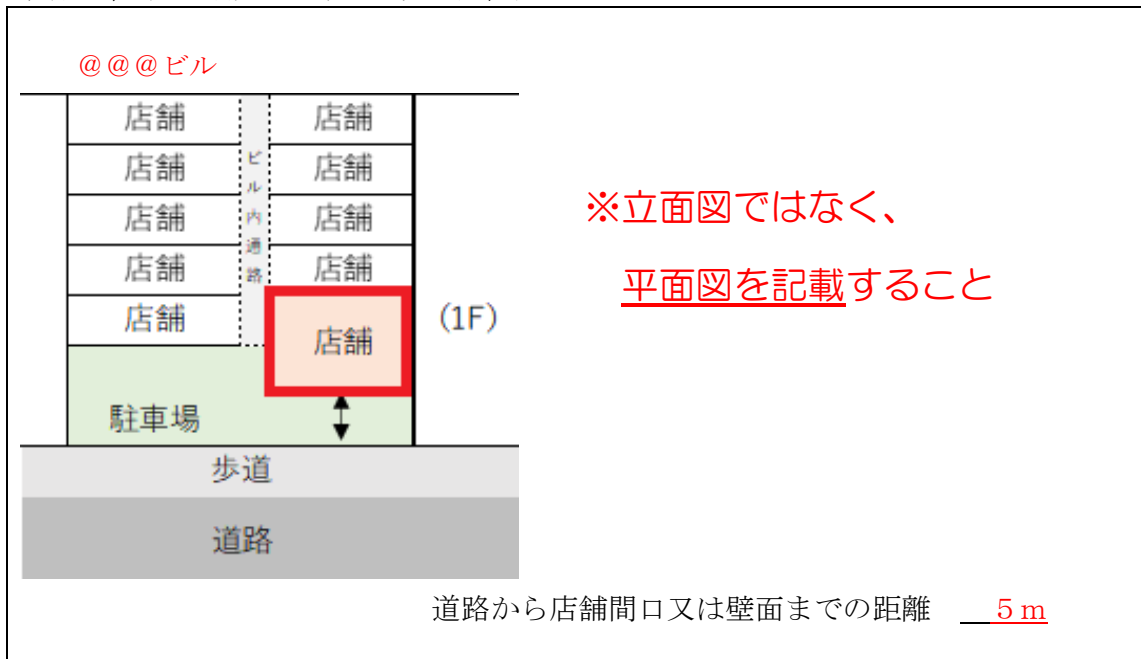 @@@ビル
店舗 店舗
店舗 店舗
店舗 店舗
店舗 店舗
店舗
店舗
ビル内通路
(1F)
駐車場
歩道
道路
※立面図ではなく、
平面図を記載すること
道路から店舗間口又は壁面までの距離 5m